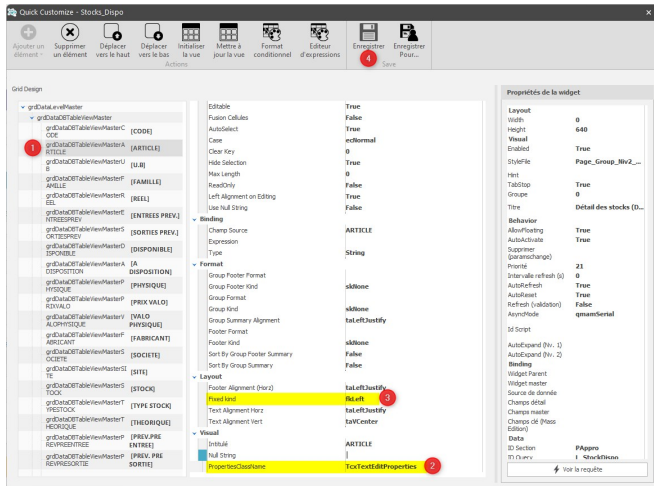 Quick Customize - Stocks_Dispo
Ajouter un élément
Supprimer un élément
Déplacer vers le haut
Déplacer vers le bas
Initialiser la vue
Mettre à jour la vue
Format conditionnel
Editeur d'expressions
Enregistrer
Enregistrer Pour...
4
Actions
Save
Grid Design
grdDataLevelMaster
grdDataDBTableViewMaster
grdDataDBTableViewMasterCODE [CODE]
1 grdDataDBTableViewMasterARTICLE [ARTICLE]
grdDataDBTableViewMasterUB [U.B]
grdDataDBTableViewMasterFAMILLE [FAMILLE]
grdDataDBTableViewMasterREEL [REEL]
grdDataDBTableViewMasterENTREESPREV [ENTREES PREV.]
grdDataDBTableViewMasterSORTIESPREV [SORTIES PREV.]
grdDataDBTableViewMasterDISPONIBLE [DISPONIBLE]
grdDataDBTableViewMasterADISPOSITION [A DISPOSITION]
grdDataDBTableViewMasterPHYSIQUE [PHYSIQUE]
grdDataDBTableViewMasterPRIXVALO [PRIX VALO]
grdDataDBTableViewMasterVALOPHYSIQUE [VALO PHYSIQUE]
grdDataDBTableViewMasterFABRICANT [FABRICANT]
grdDataDBTableViewMasterSOCIETE [SOCIETE]
grdDataDBTableViewMasterSITE [SITE]
grdDataDBTableViewMasterSTOCK [STOCK]
grdDataDBTableViewMasterTYPESTOCK [TYPE STOCK]
grdDataDBTableViewMasterTHEORIQUE [THEORIQUE]
grdDataDBTableViewMasterPREVPREENTREE [PREV.PRE ENTREE]
grdDataDBTableViewMasterPREVPRESORTIE [PREV. PRE SORTIE]
Editable True
Fusion Cellules False
AutoSelect True
Case ecNormal
Clear Key 0
Hide Selection True
Max Length 0
ReadOnly False
Left Alignment on Editing True
Use Null String False
Binding
Champ Source ARTICLE
Expression
Type String
Format
Group Footer Format
Group Footer Kind skNone
Group Format
Group Kind skNone
Group Summary Alignment taLeftJustify
Footer Format
Footer Kind skNone
Sort By Group Footer Summary False
Sort By Group Summary False
Layout
Footer Alignment (Horz) taLeftJustify
Fixed kind fkLeft 3
Text Alignment Horz taLeftJustify
Text Alignment Vert taVCenter
Visual
Intitulé ARTICLE
Null String
PropertiesClassName TcxTextEditProperties 2
Propriétés de la widget
Layout
Width 0
Height 640
Visual
Enabled True
StyleFile Page_Group_Niv2_...
Hint
TabStop True
Groupe 0
Titre Détail des stocks (D...
Behavior
AllowFloating True
AutoActivate True
Supprimer (paramschange)
Priorité 21
Intervalle refresh (s) 0
AutoRefresh True
AutoReset True
Refresh (validation) False
AsyncMode qmamSerial
Id Script
AutoExpand (Nv. 1)
AutoExpand (Nv. 2)
Binding
Widget Parent
Widget master
Source de donnée
Champs détail
Champs master
Champs clé (Mass Edition)
Data
ID Section PAppro
ID Query L_StockDispo
Voir la requête